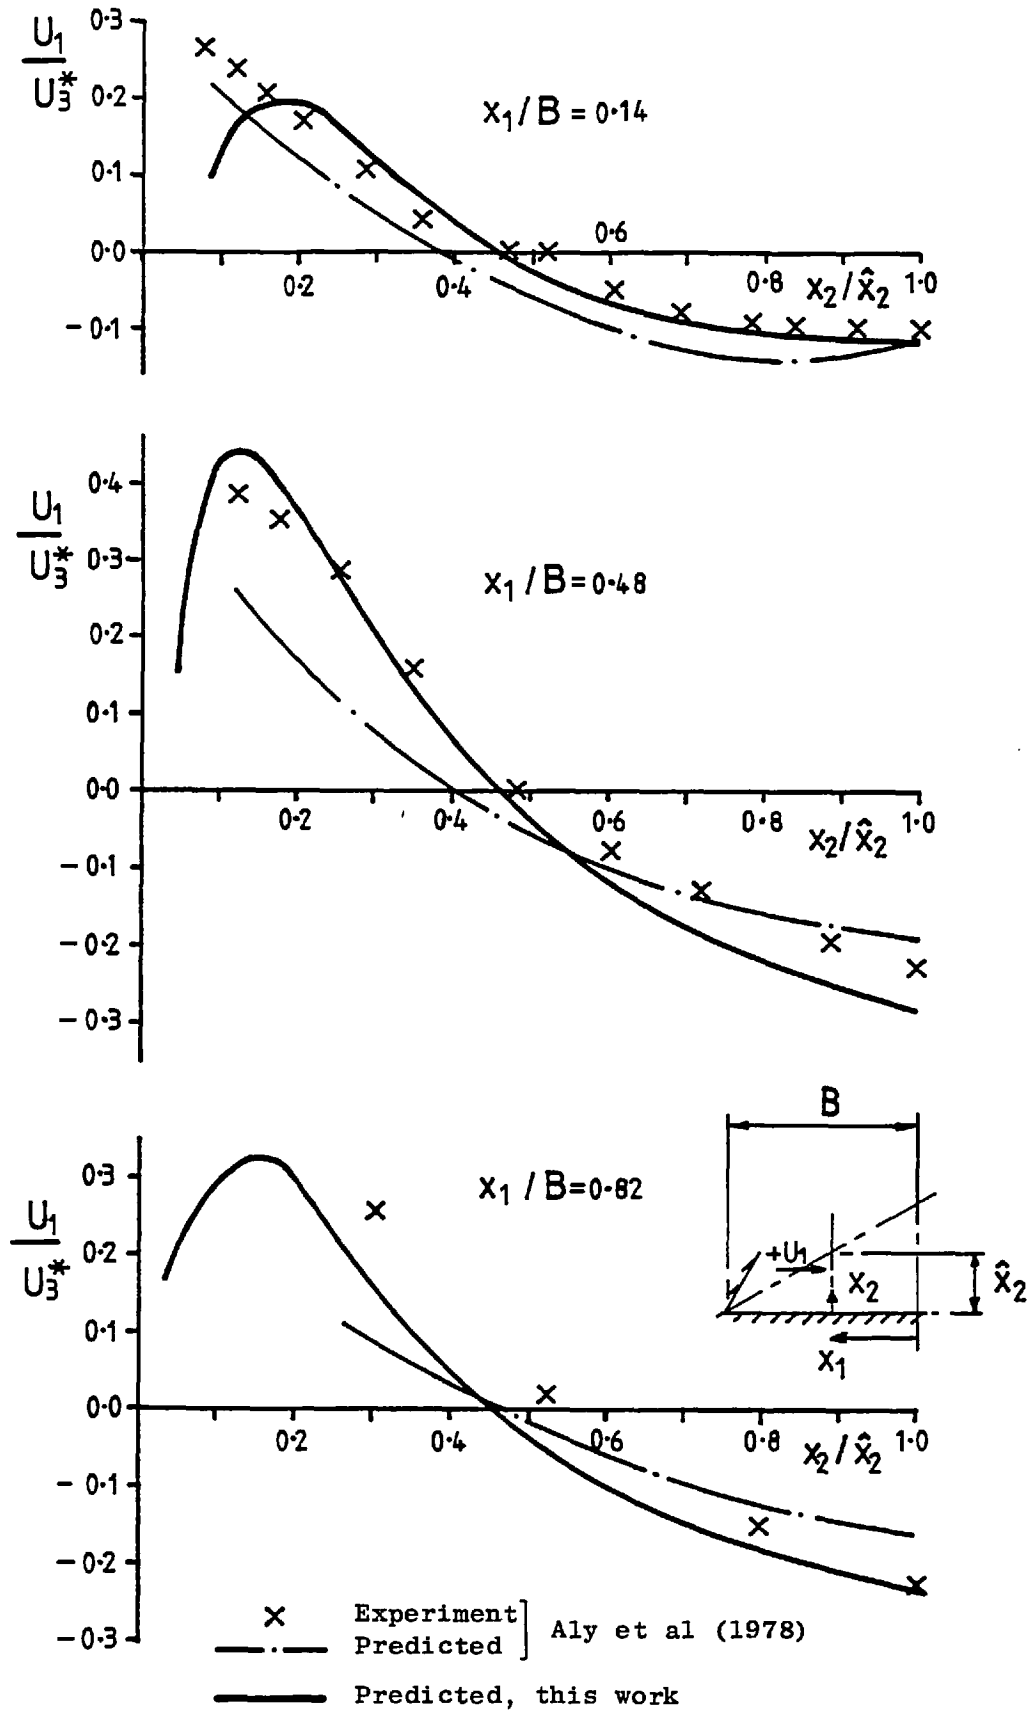 U₁/U₃*
0·3
0·2
0·1
0·0
-0·1
x₁/B = 0·14
0·2
0·4
0·6
0·8
1·0
x₂/x̂₂
U₁/U₃*
0·4
0·3
0·2
0·1
0·0
-0·1
-0·2
-0·3
x₁/B=0·48
0·2
0·4
0·6
0·8
1·0
x₂/x̂₂
U₁/U₃*
0·3
0·2
0·1
0·0
-0·1
-0·2
-0·3
x₁/B=0·82
0·2
0·4
0·6
0·8
1·0
x₂/x̂₂
B
+U₁
x₂
x̂₂
x₁
Experiment
Predicted
Aly et al (1978)
Predicted, this work